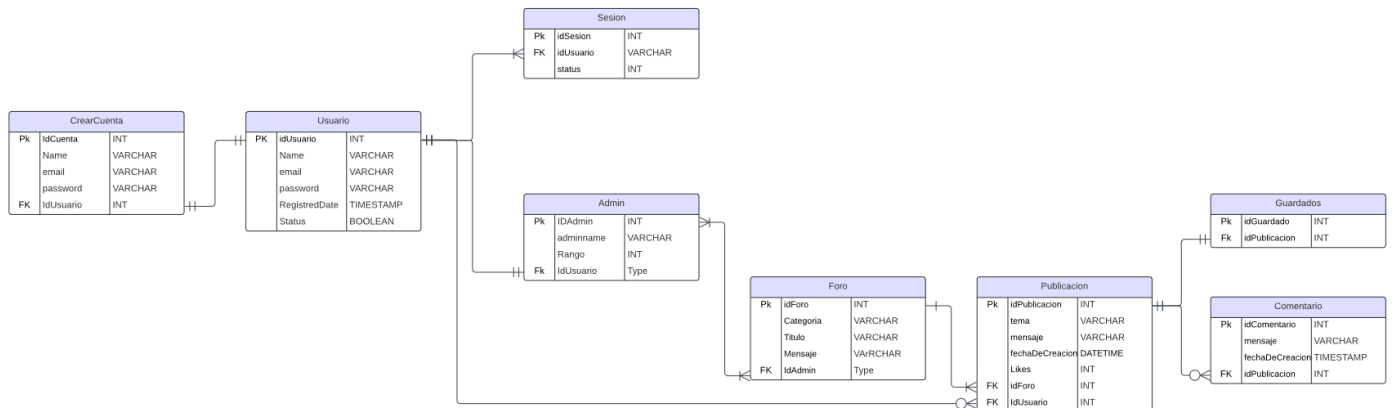 Sesion
Pk idSesion INT
FK idUsuario VARCHAR
status INT
CrearCuenta
Pk IdCuenta INT
Name VARCHAR
email VARCHAR
password VARCHAR
FK IdUsuario INT
Usuario
PK idUsuario INT
Name VARCHAR
email VARCHAR
password VARCHAR
RegistredDate TIMESTAMP
Status BOOLEAN
Admin
Pk IDAdmin INT
adminname VARCHAR
Rango INT
Fk IdUsuario Type
Foro
Pk idForo INT
Categoria VARCHAR
Titulo VARCHAR
Mensaje VArRCHAR
FK IdAdmin Type
Publicacion
Pk idPublicacion INT
tema VARCHAR
mensaje VARCHAR
fechaDeCreacion DATETIME
Likes INT
FK idForo INT
FK IdUsuario INT
Guardados
Pk idGuardado INT
Fk idPublicacion INT
Comentario
Pk idComentario INT
mensaje VARCHAR
fechaDeCreacion TIMESTAMP
FK idPublicacion INT